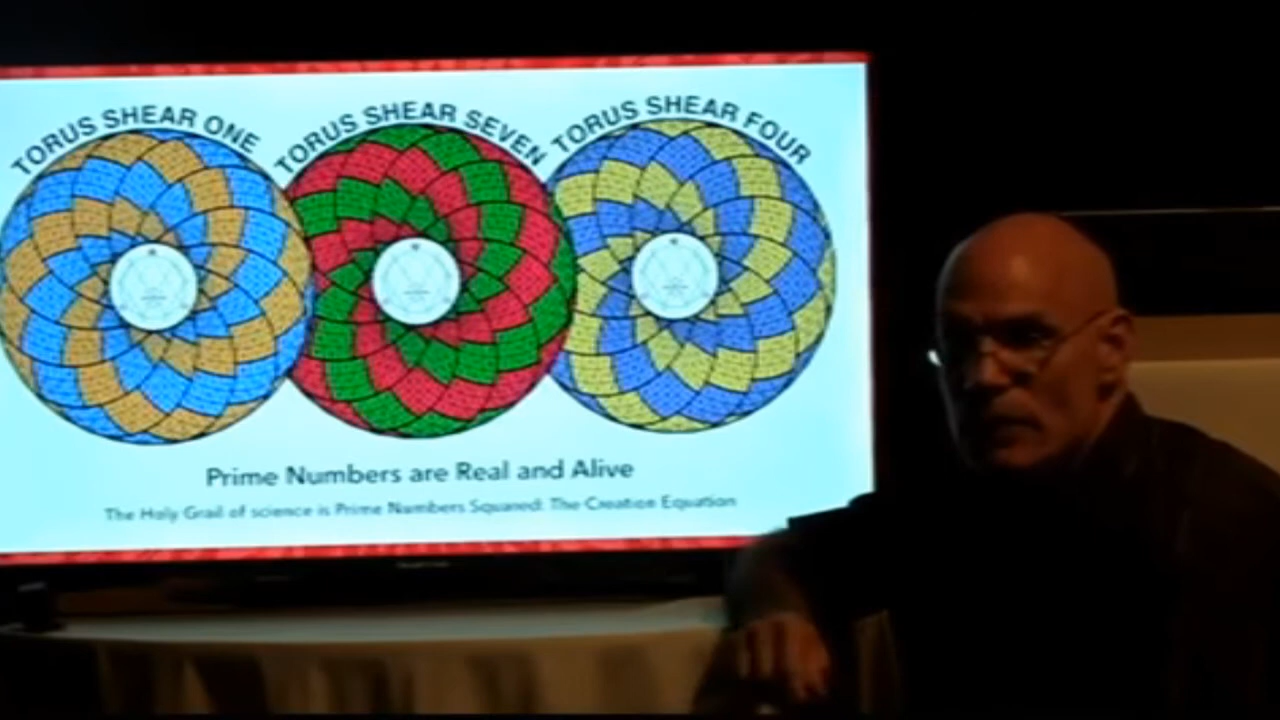 TORUS SHEAR ONE
TORUS SHEAR SEVEN
TORUS SHEAR FOUR
Prime Numbers are Real and Alive
The Holy Grail of science is Prime Numbers Squared: The Creation Equation